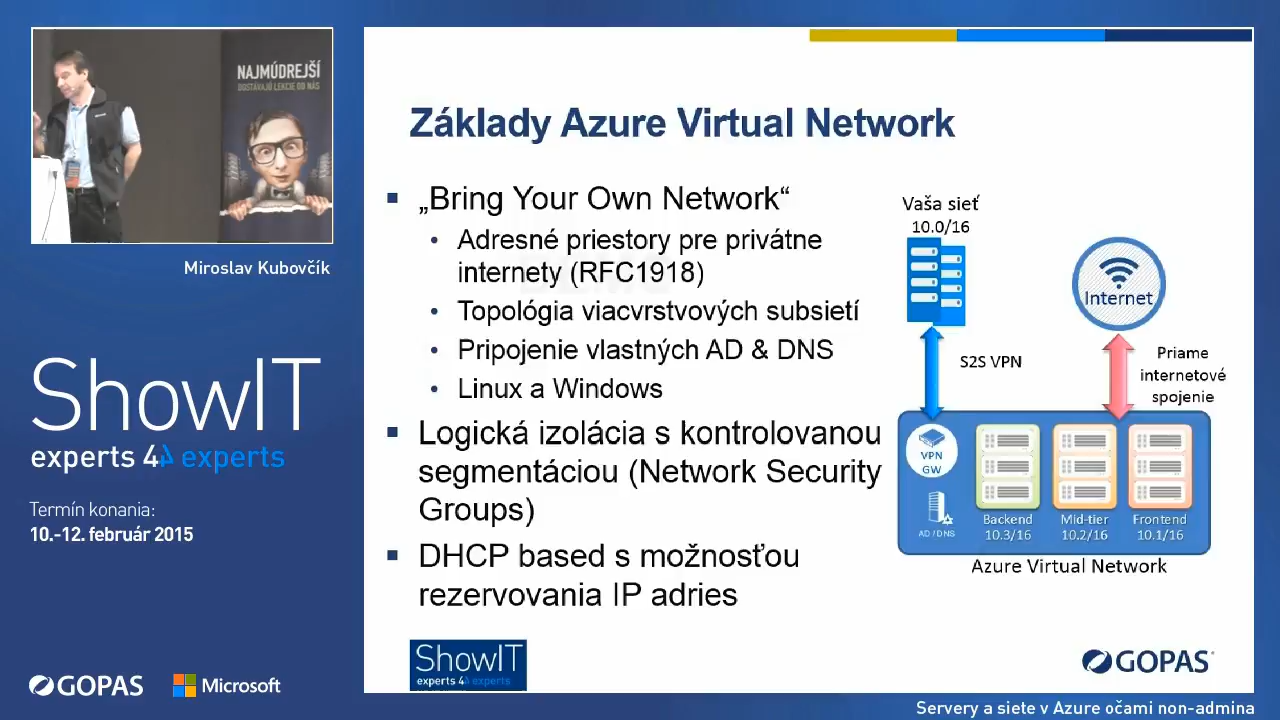 NAJMÚDREJŠÍ
DOSTÁVAJÚ LEKCIE OD NÁS
Miroslav Kubovčík
ShowIT
experts 44 experts
Termín konania:
10.-12. február 2015
GOPAS
Microsoft
Základy Azure Virtual Network
„Bring Your Own Network“
Adresné priestory pre privátne
internety (RFC1918)
Topológia viacvrstvových subsietí
Pripojenie vlastných AD & DNS
Linux a Windows
Logická izolácia s kontrolovanou
segmentáciou (Network Security
Groups)
DHCP based s možnosťou
rezervovania IP adries
Vaša sieť
10.0/16
Internet
S2S VPN
Priame
internetové
spojenie
VPN
GW
AD / DNS
Backend
10.3/16
Mid-tier
10.2/16
Frontend
10.1/16
Azure Virtual Network
ShowIT
experts 44 experts
GOPAS
Servery a siete v Azure očami non-admina